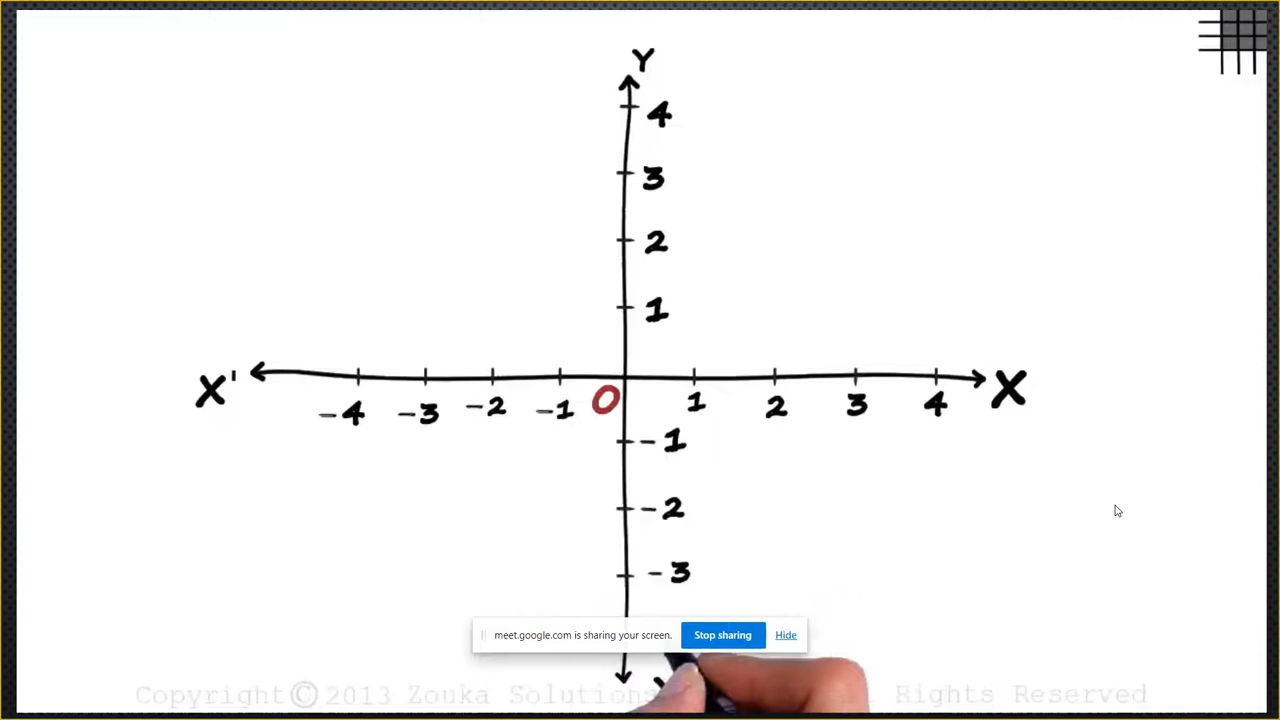 Y
4
3
2
1
X' X
-4 -3 -2 -1 O 1 2 3 4
-1
-2
-3
meet.google.com is sharing your screen. Stop sharing Hide
Copyright © 2013 Zouka Solution All Rights Reserved